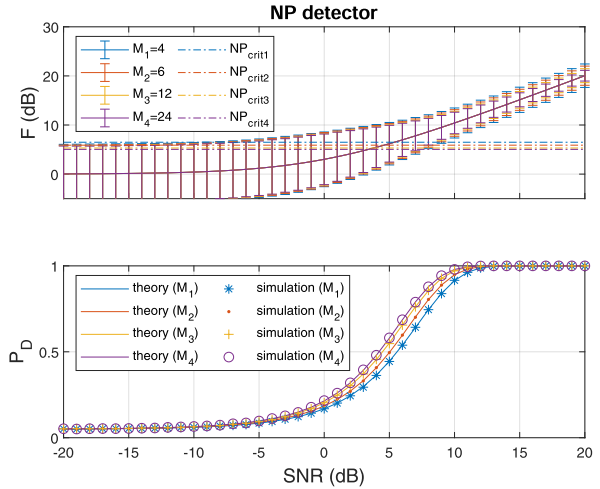 NP detector
30
20
10
0
F (dB)
M1=4
M2=6
M3=12
M4=24
NPcrit1
NPcrit2
NPcrit3
NPcrit4
1
0.5
0
PD
theory (M1)
theory (M2)
theory (M3)
theory (M4)
simulation (M1)
simulation (M2)
simulation (M3)
simulation (M4)
-20 -15 -10 -5 0 5 10 15 20
SNR (dB)